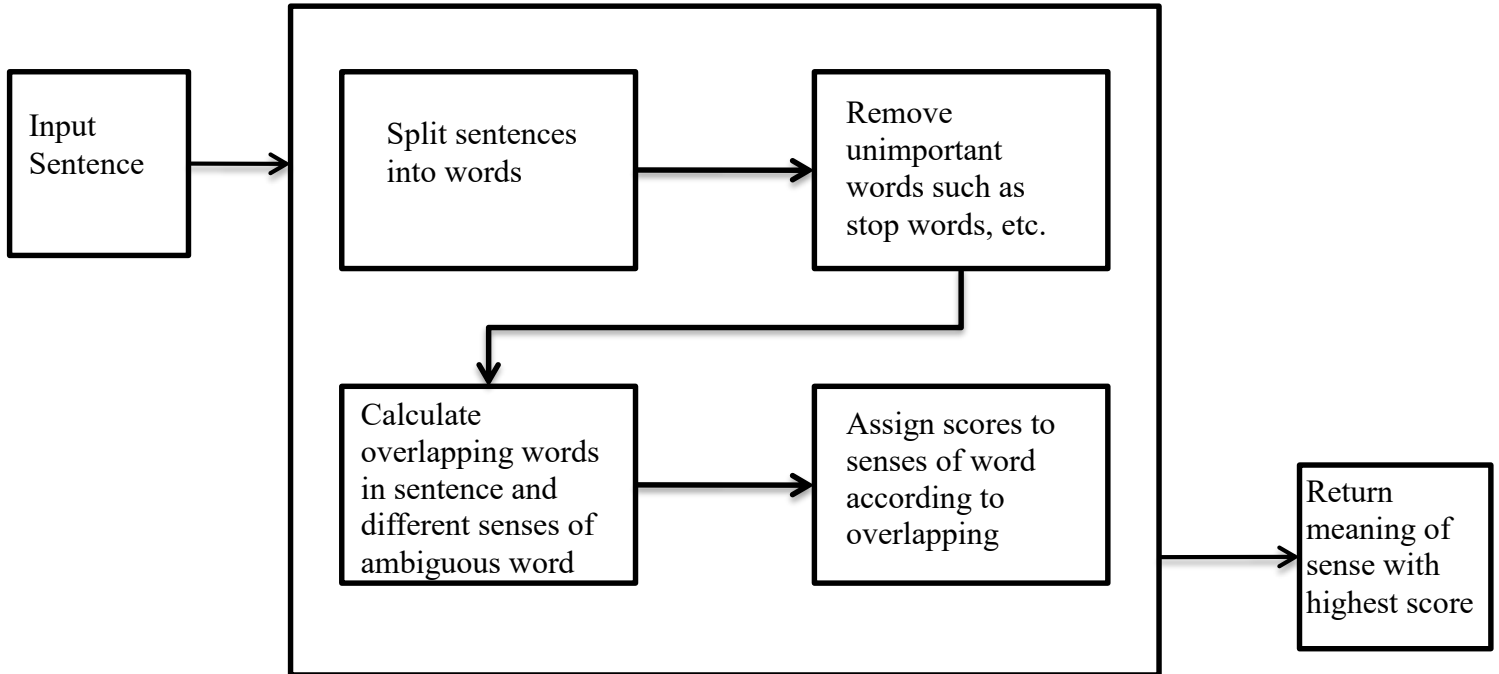 Input
Sentence
Split sentences
into words
Remove
unimportant
words such as
stop words, etc.
Calculate
overlapping words
in sentence and
different senses of
ambiguous word
Assign scores to
senses of word
according to
overlapping
Return
meaning of
sense with
highest score